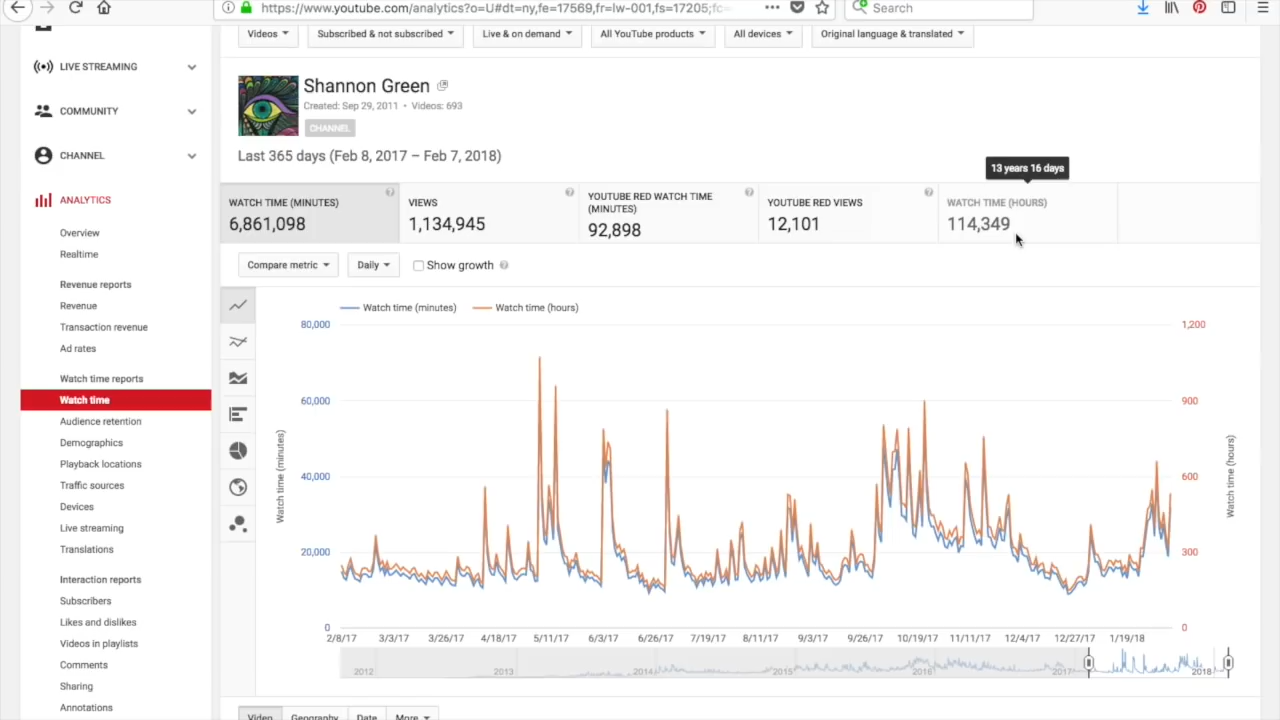 https://www.youtube.com/analytics?o=U#dt=ny,fe=17569,fr=lw-001,fs=17205;fc=
Search
Videos
Subscribed & not subscribed
Live & on demand
All YouTube products
All devices
Original language & translated
LIVE STREAMING
COMMUNITY
CHANNEL
ANALYTICS
Overview
Realtime
Revenue reports
Revenue
Transaction revenue
Ad rates
Watch time reports
Watch time
Audience retention
Demographics
Playback locations
Traffic sources
Devices
Live streaming
Translations
Interaction reports
Subscribers
Likes and dislikes
Videos in playlists
Comments
Sharing
Annotations
Shannon Green
Created: Sep 29, 2011 • Videos: 693
CHANNEL
Last 365 days (Feb 8, 2017 – Feb 7, 2018)
13 years 16 days
WATCH TIME (MINUTES)
6,861,098
VIEWS
1,134,945
YOUTUBE RED WATCH TIME
(MINUTES)
92,898
YOUTUBE RED VIEWS
12,101
WATCH TIME (HOURS)
114,349
Compare metric
Daily
Show growth
Watch time (minutes)
Watch time (hours)
80,000
60,000
40,000
20,000
0
Watch time (minutes)
1,200
900
600
300
0
Watch time (hours)
2/8/17 3/3/17 3/26/17 4/18/17 5/11/17 6/3/17 6/26/17 7/19/17 8/11/17 9/3/17 9/26/17 10/19/17 11/11/17 12/4/17 12/27/17 1/19/18
2012 2013 2014 2015 2016 2017 2018
Video Geography Date More